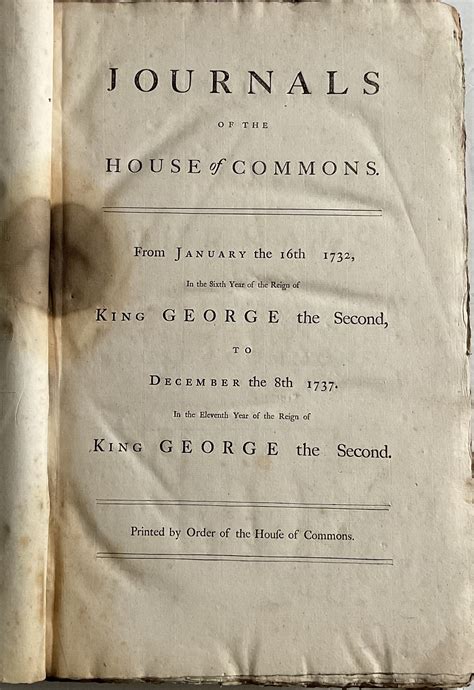 JOURNALS
OF THE
HOUSE of COMMONS.
From JANUARY the 16th 1732,
In the Sixth Year of the Reign of
KING GEORGE the Second,
TO
DECEMBER the 8th 1737.
In the Eleventh Year of the Reign of
KING GEORGE the Second.
Printed by Order of the Houſe of Commons.